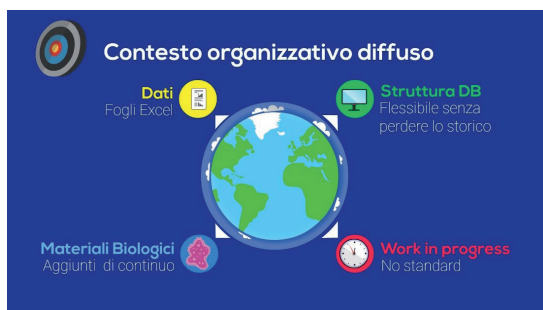 Contesto organizzativo diffuso
Dati
Fogli Excel
Struttura DB
Flessibile senza
perdere lo storico
Materiali Biologici
Aggiunti di continuo
Work in progress
No standard